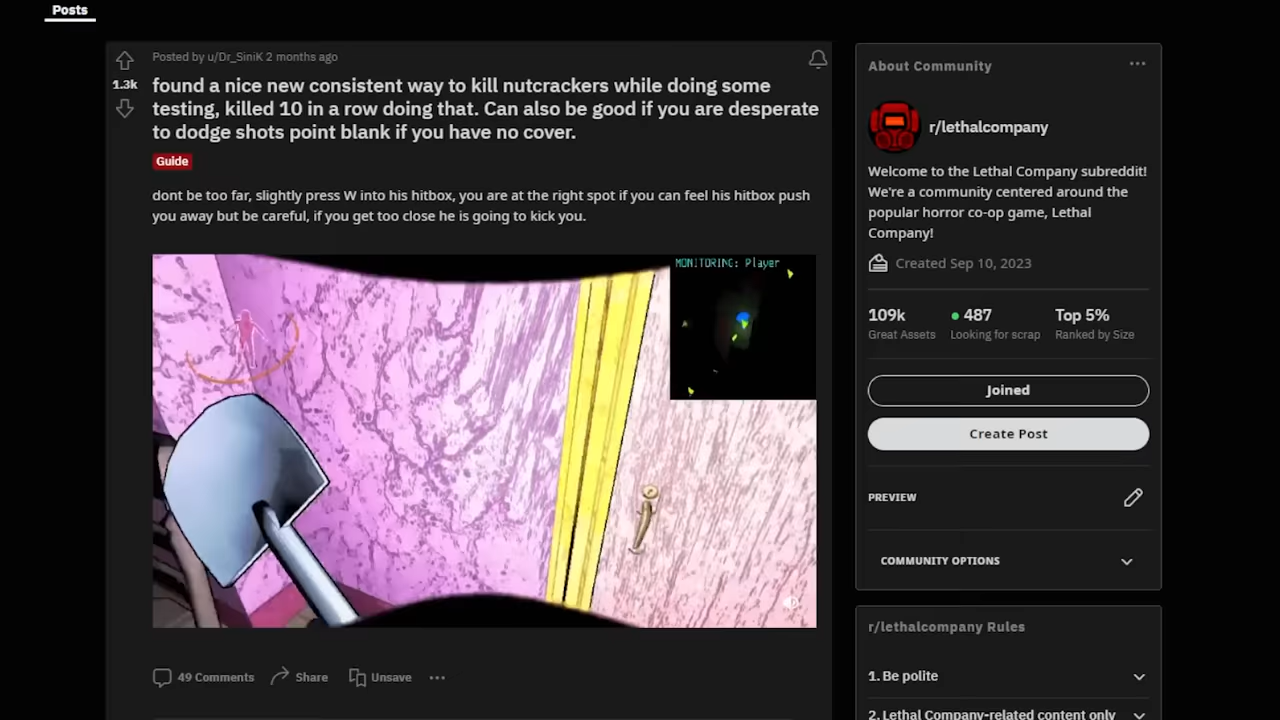 Posts
Posted by u/Dr_SiniK 2 months ago
1.3k
found a nice new consistent way to kill nutcrackers while doing some
testing, killed 10 in a row doing that. Can also be good if you are desperate
to dodge shots point blank if you have no cover.
Guide
dont be too far, slightly press W into his hitbox, you are at the right spot if you can feel his hitbox push
you away but be careful, if you get too close he is going to kick you.
MONITORING: Player
49 Comments
Share
Unsave
About Community
r/lethalcompany
Welcome to the Lethal Company subreddit!
We're a community centered around the
popular horror co-op game, Lethal
Company!
Created Sep 10, 2023
109k
Great Assets
487
Looking for scrap
Top 5%
Ranked by Size
Joined
Create Post
PREVIEW
COMMUNITY OPTIONS
r/lethalcompany Rules
1. Be polite
2. Lethal Company-related content only